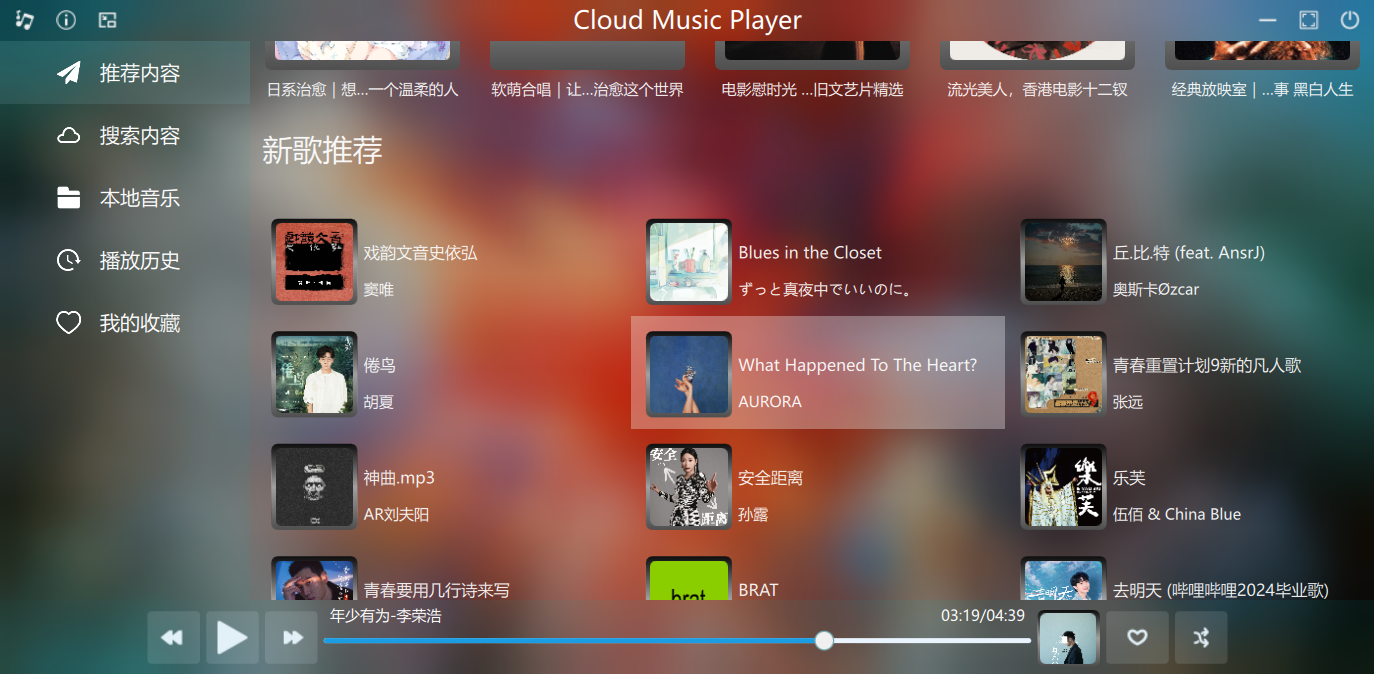 Cloud Music Player
推荐内容
搜索内容
本地音乐
播放历史
我的收藏
日系治愈 | 想...一个温柔的人
软萌合唱 | 让...治愈这个世界
电影慰时光 ...旧文艺片精选
流光美人，香港电影十二钗
经典放映室 | ...事 黑白人生
新歌推荐
戏韵文音史依弘
窦唯
Blues in the Closet
ずっと真夜中でいいのに。
丘.比.特 (feat. AnsrJ)
奥斯卡Øzcar
倦鸟
胡夏
What Happened To The Heart?
AURORA
青春重置计划9新的凡人歌
张远
神曲.mp3
AR刘夫阳
安全
距离
安全距离
孙露
樂
芙
乐芙
伍佰 & China Blue
青春要用几行诗来写
brat
BRAT
去明天
去明天 (哔哩哔哩2024毕业歌)
年少有为-李荣浩
03:19/04:39